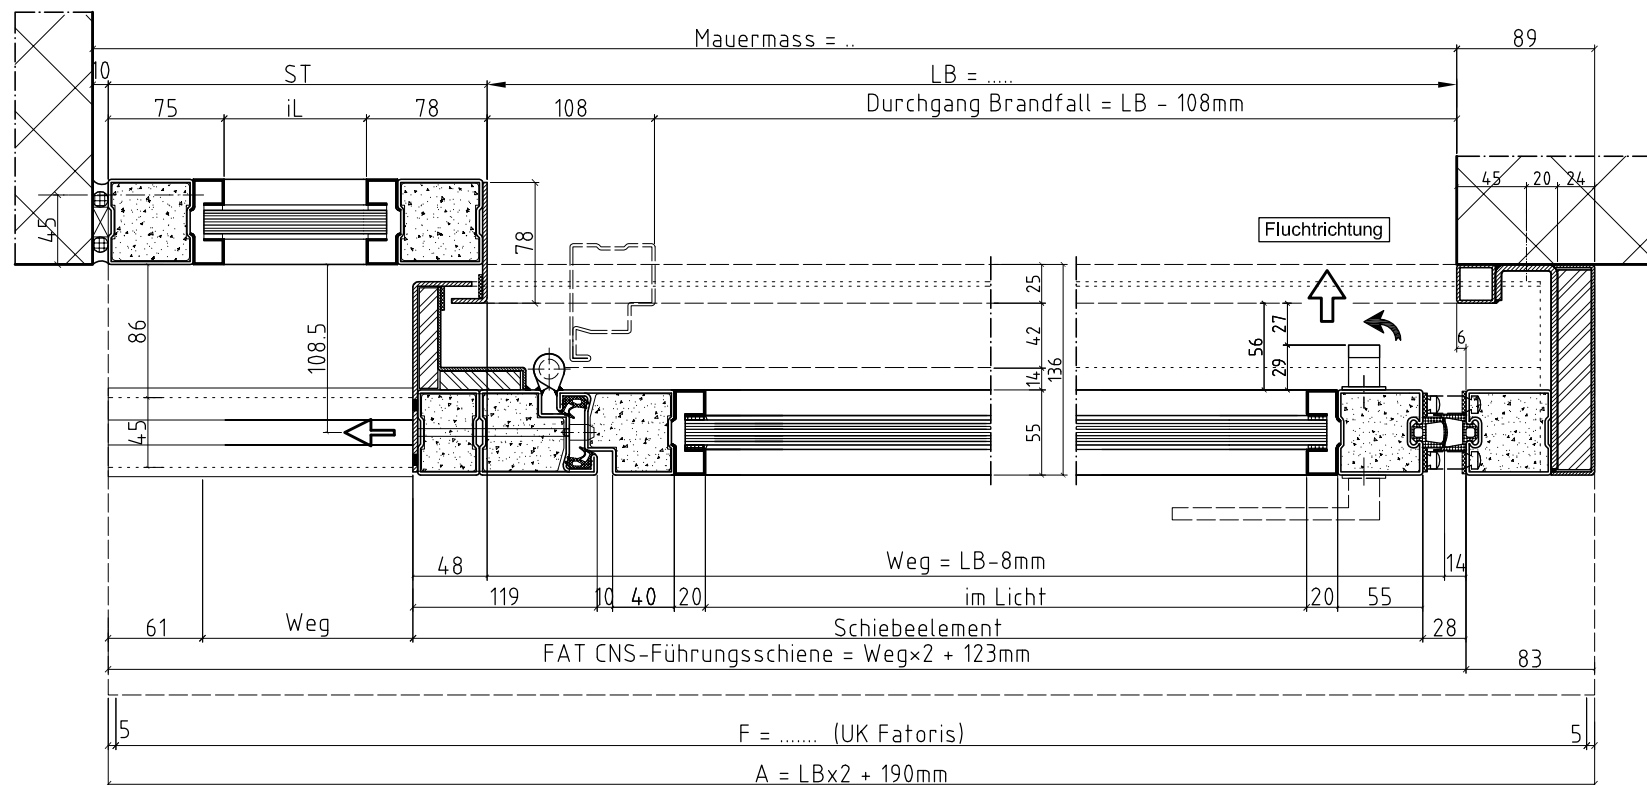 Mauermass = ..
89
10
ST
LB = .....
75
iL
78
108
Durchgang Brandfall = LB - 108mm
45
20
24
45
78
Fluchtrichtung
25
86
108.5
42
56
27
136
6
29
14
45
55
48
Weg = LB-8mm
14
119
10
40
20
im Licht
20
55
61
Weg
Schiebeelement
28
FAT CNS-Führungsschiene = Weg×2 + 123mm
83
5
F = ....... (UK Fatoris)
5
A = LBx2 + 190mm